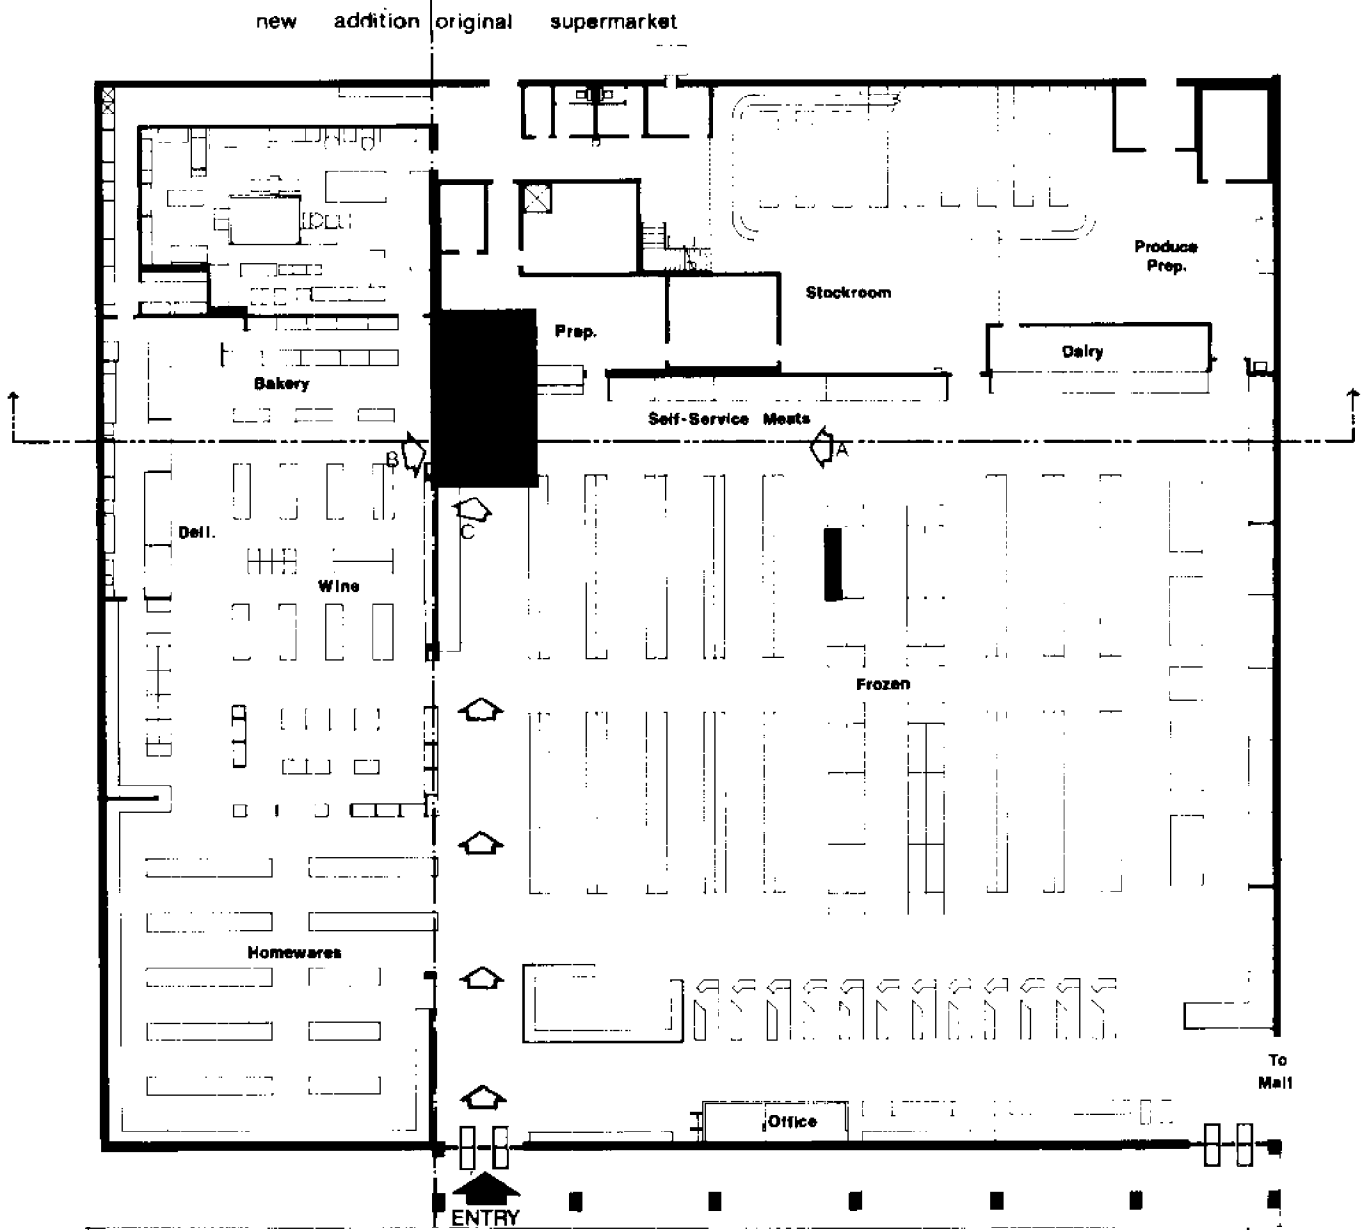 new addition original supermarket
Produce
Prep.
Stockroom
Prep.
Dairy
Bakery
Self-Service Meats
B
A
C
Deli.
Wine
Frozen
Homewares
To
Mall
Office
ENTRY